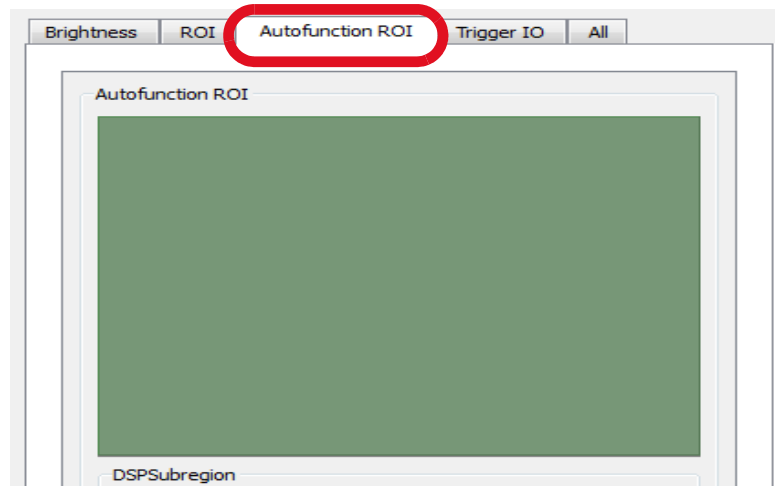 Brightness ROI Autofunction ROI Trigger IO All
Autofunction ROI
DSPSubregion